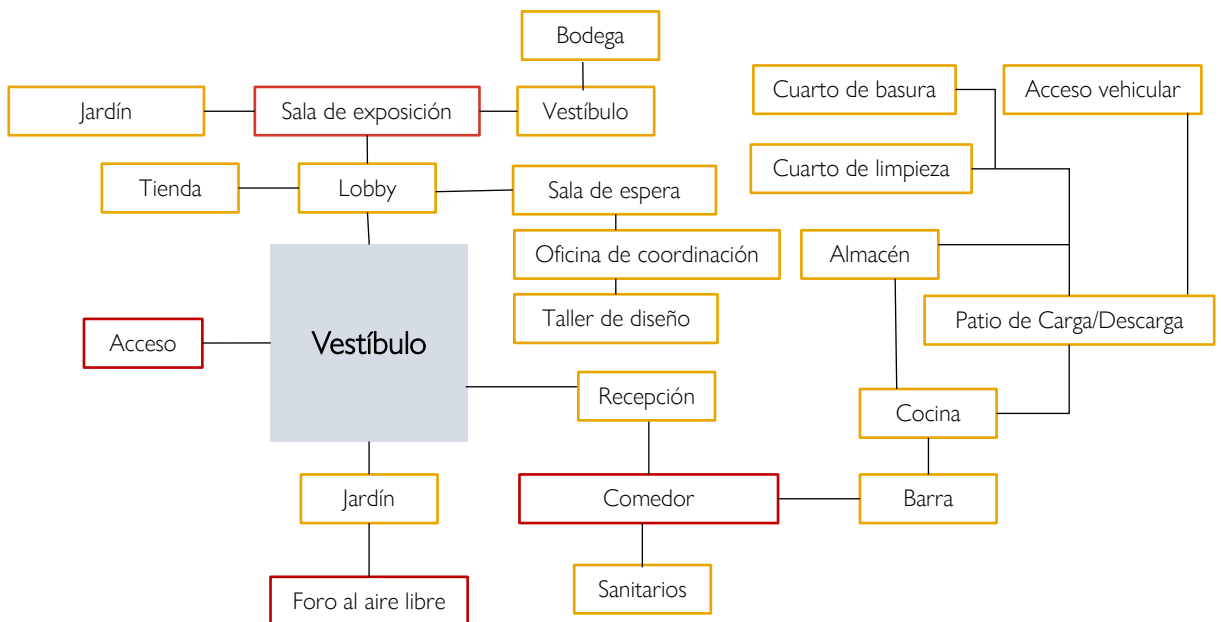 Bodega
Jardín
Sala de exposición
Vestíbulo
Cuarto de basura
Acceso vehicular
Tienda
Lobby
Sala de espera
Cuarto de limpieza
Oficina de coordinación
Almacén
Taller de diseño
Patio de Carga/Descarga
Acceso
Vestíbulo
Recepción
Cocina
Jardín
Comedor
Barra
Foro al aire libre
Sanitarios